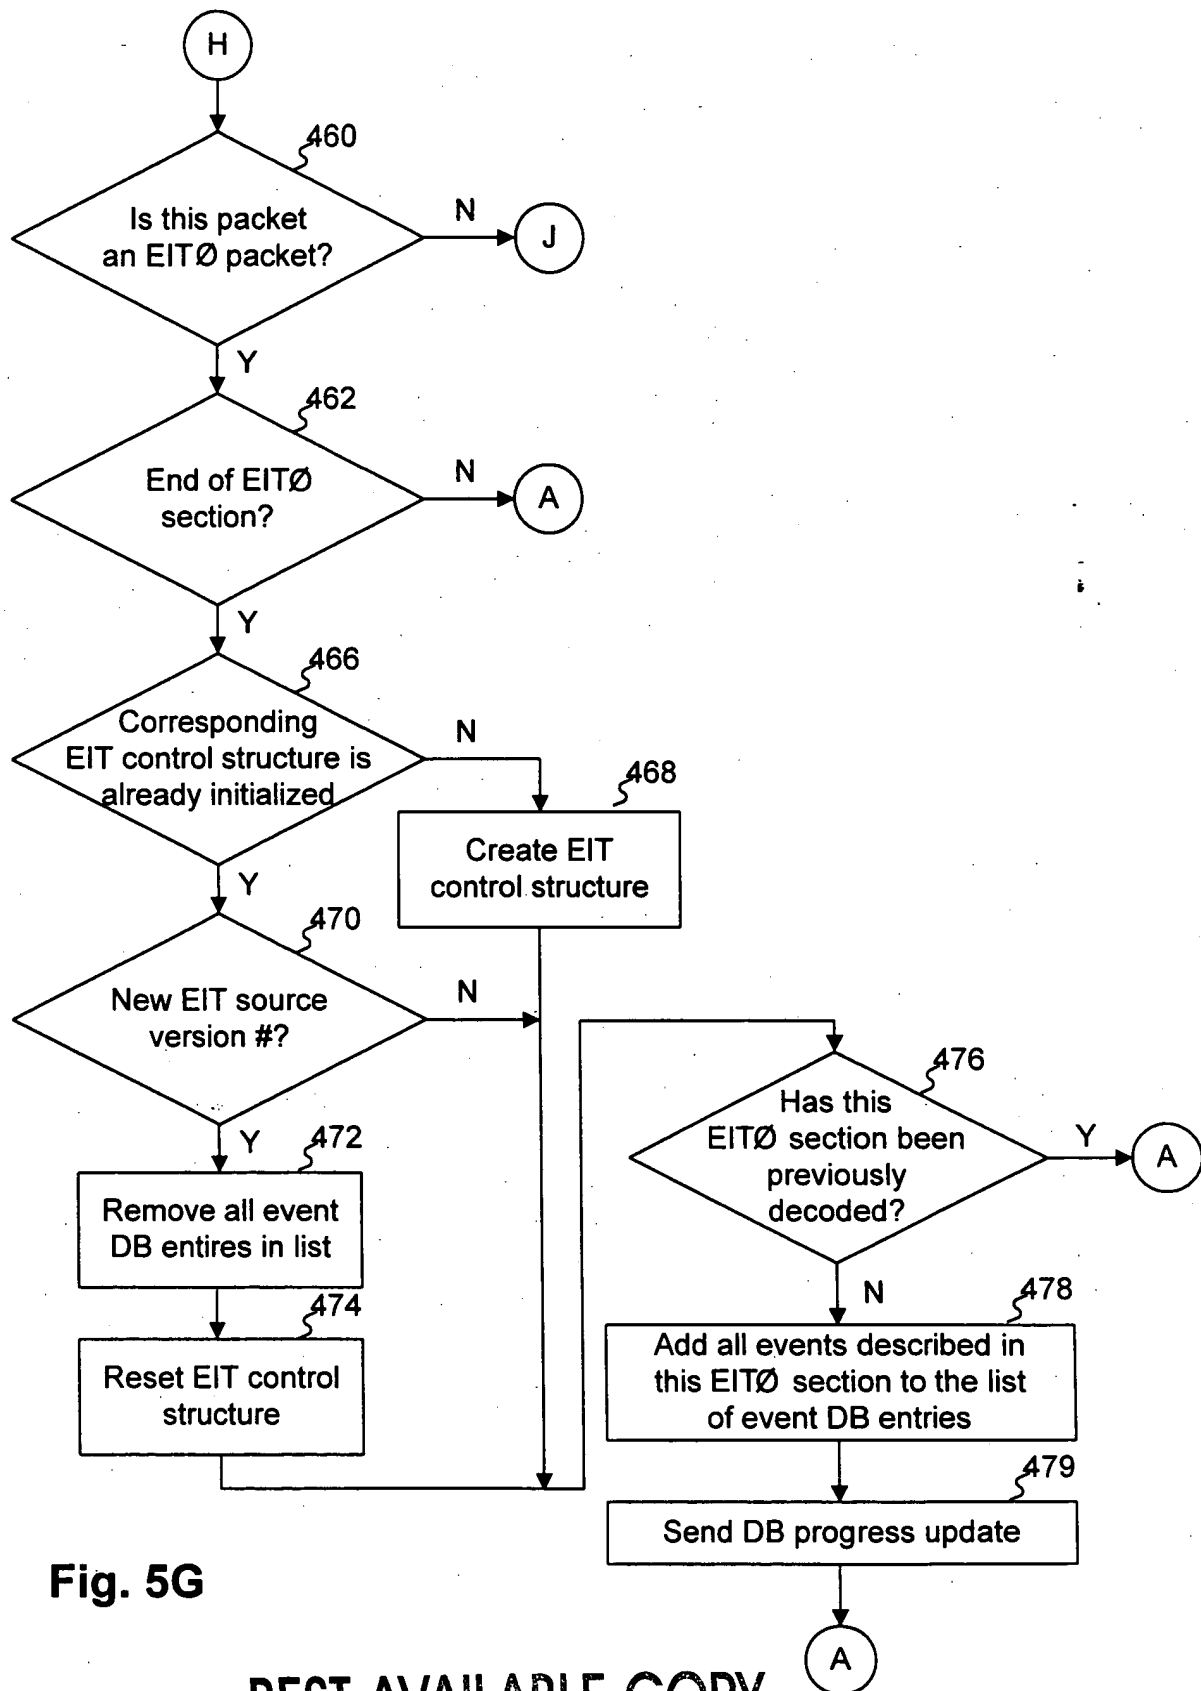 H
460
Is this packet
an EITØ packet?
N
J
Y
462
End of EITØ
section?
N
A
Y
466
Corresponding
EIT control structure is
already initialized
N
468
Create EIT
control structure
Y
470
New EIT source
version #?
N
Y
472
Remove all event
DB entires in list
474
Reset EIT control
structure
476
Has this
EITØ section been
previously
decoded?
Y
A
N
478
Add all events described in
this EITØ section to the list
of event DB entries
479
Send DB progress update
A
Fig. 5G
BEST AVAILABLE COPY